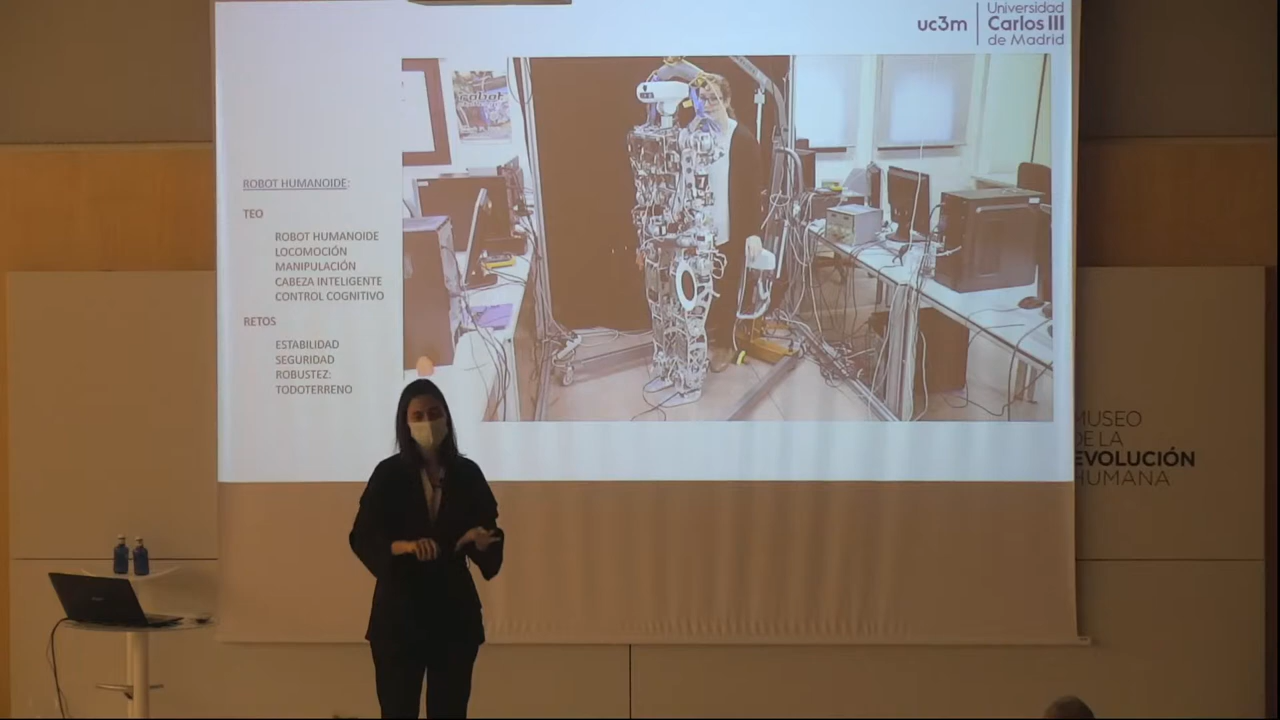 uc3m
Universidad
Carlos III
de Madrid
ROBOT HUMANOIDE:
TEO
ROBOT HUMANOIDE
LOCOMOCIÓN
MANIPULACIÓN
CABEZA INTELIGENTE
CONTROL COGNITIVO
RETOS
ESTABILIDAD
SEGURIDAD
ROBUSTEZ:
TODOTERRENO
MUSEO
DE LA
EVOLUCIÓN
HUMANA